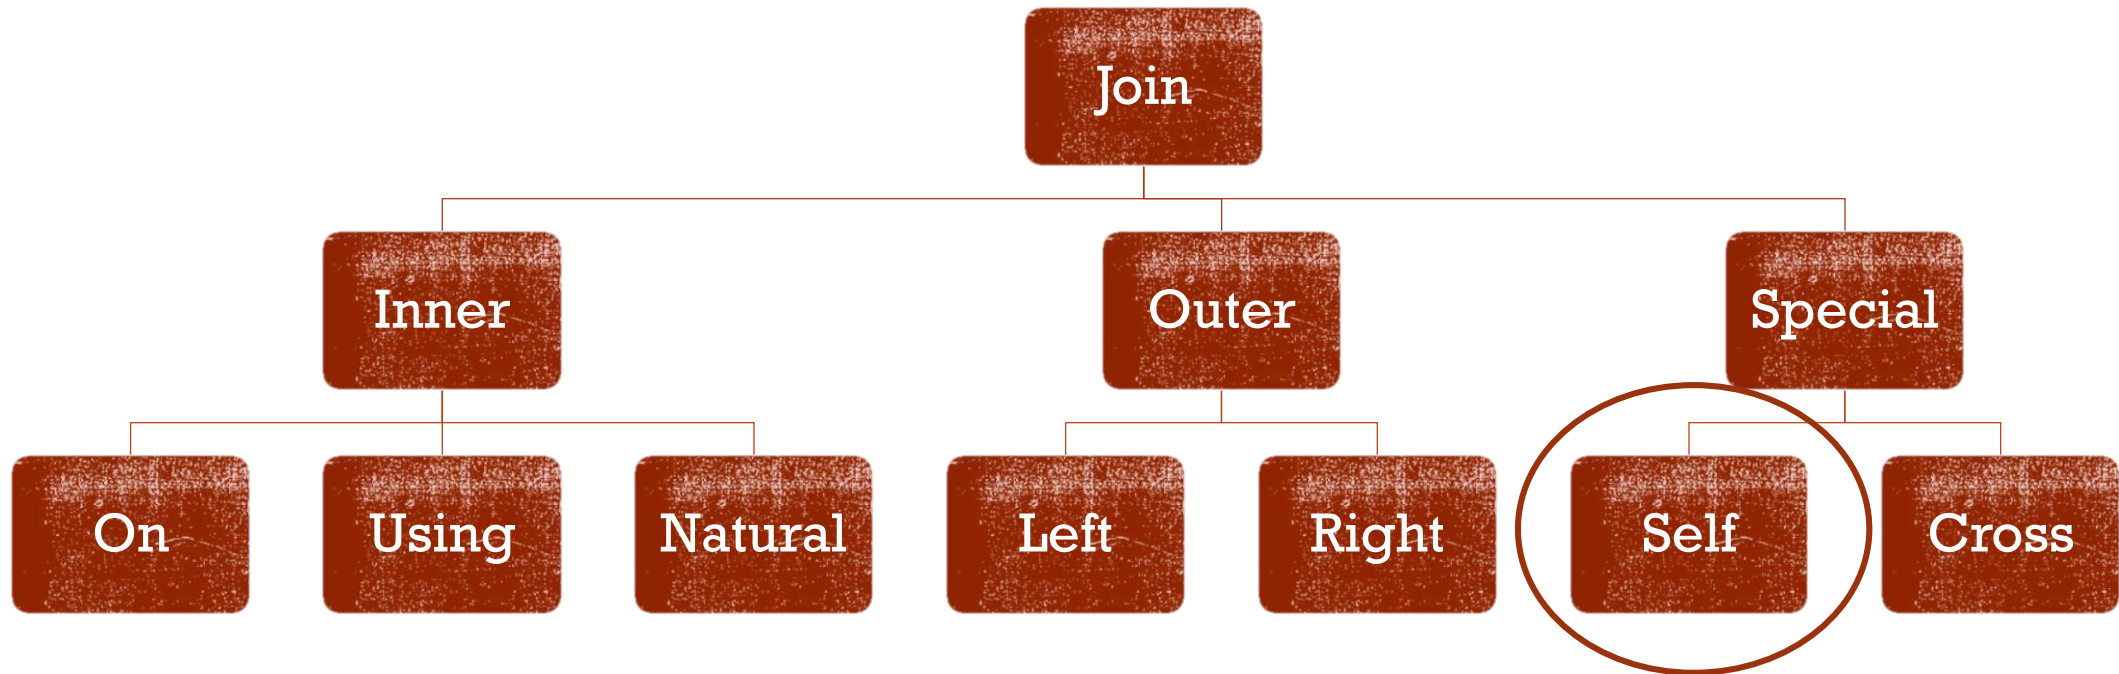 Join
Inner
Outer
Special
On
Using
Natural
Left
Right
Self
Cross